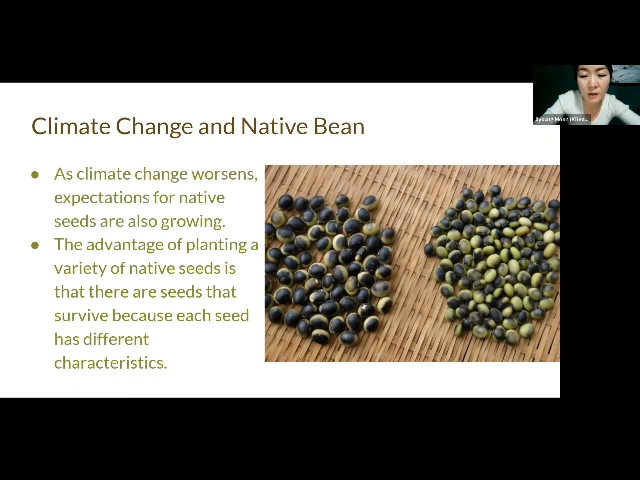 Climate Change and Native Bean
● As climate change worsens,
expectations for native
seeds are also growing.
● The advantage of planting a
variety of native seeds is
that there are seeds that
survive because each seed
has different
characteristics.